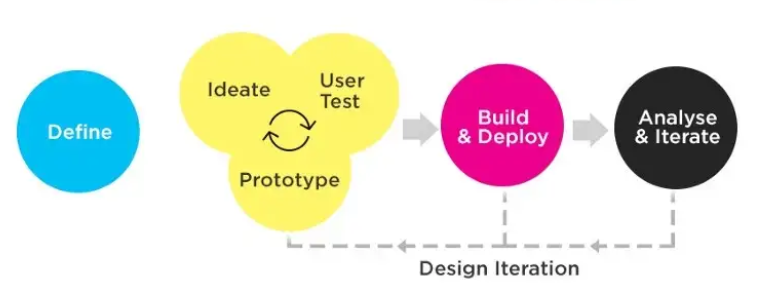 Define
Ideate
User
Test
Prototype
Build
& Deploy
Analyse
& Iterate
Design Iteration